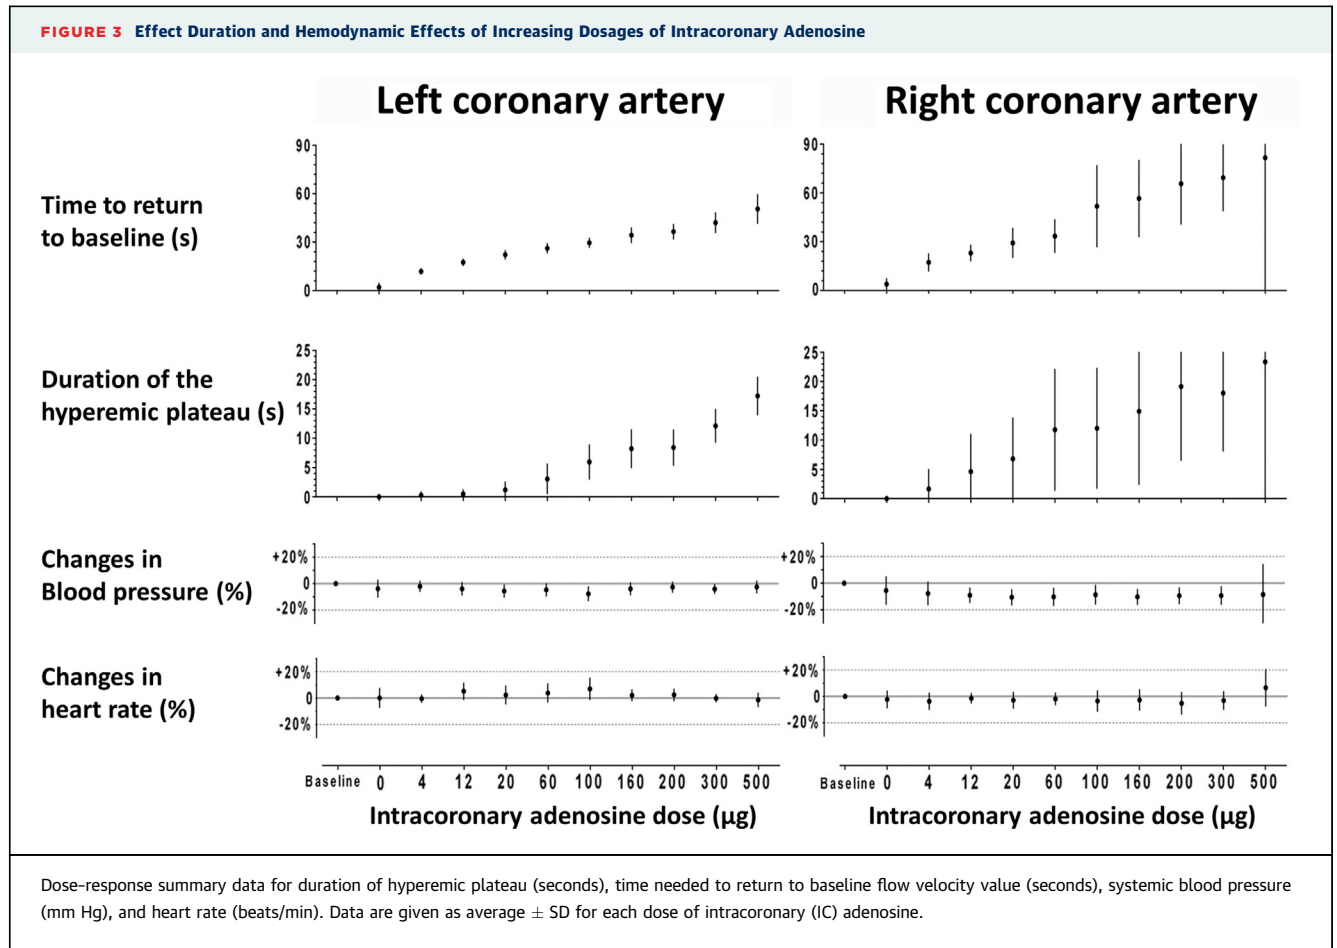 FIGURE 3 Effect Duration and Hemodynamic Effects of Increasing Dosages of Intracoronary Adenosine
Left coronary artery
Right coronary artery
Time to return
to baseline (s)
90
60
30
0
90
60
30
0
Duration of the
hyperemic plateau (s)
25
20
15
10
5
0
25
20
15
10
5
0
Changes in
Blood pressure (%)
+20%
0
-20%
+20%
0
-20%
Changes in
heart rate (%)
+20%
0
-20%
+20%
0
-20%
Baseline 0 4 12 20 60 100 160 200 300 500
Baseline 0 4 12 20 60 100 160 200 300 500
Intracoronary adenosine dose (µg)
Intracoronary adenosine dose (µg)
Dose-response summary data for duration of hyperemic plateau (seconds), time needed to return to baseline flow velocity value (seconds), systemic blood pressure
(mm Hg), and heart rate (beats/min). Data are given as average ± SD for each dose of intracoronary (IC) adenosine.